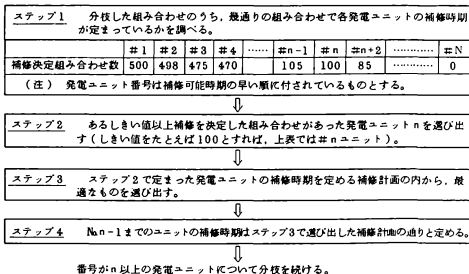 ステップ1 分枝した組み合わせのうち、幾通りの組み合わせで各発電ユニットの補修時期
が定まっているかを調べる。
#1 #2 #3 #4 …… #n-1 #n #n+2 ………… #N
補修決定組み合わせ数 500 498 475 470 105 100 85 ………… 0
(注) 発電ユニット番号は補修可能時期の早い順に付されているものとする。
⇩
ステップ2 あるしきい値以上補修を決定した組み合わせがあった発電ユニットnを選び出
す(しきい値をたとえば100とすれば,上表では#nユニット)。
⇩
ステップ3 ステップ2で定まった発電ユニットの補修時期を定める補修計画の内から,最
適なものを選び出す。
⇩
ステップ4 No.n-1までのユニットの補修時期はステップ3で選び出した補修計画の通りと定める。
⇩
番号がn以上の発電ユニットについて分枝を続ける。